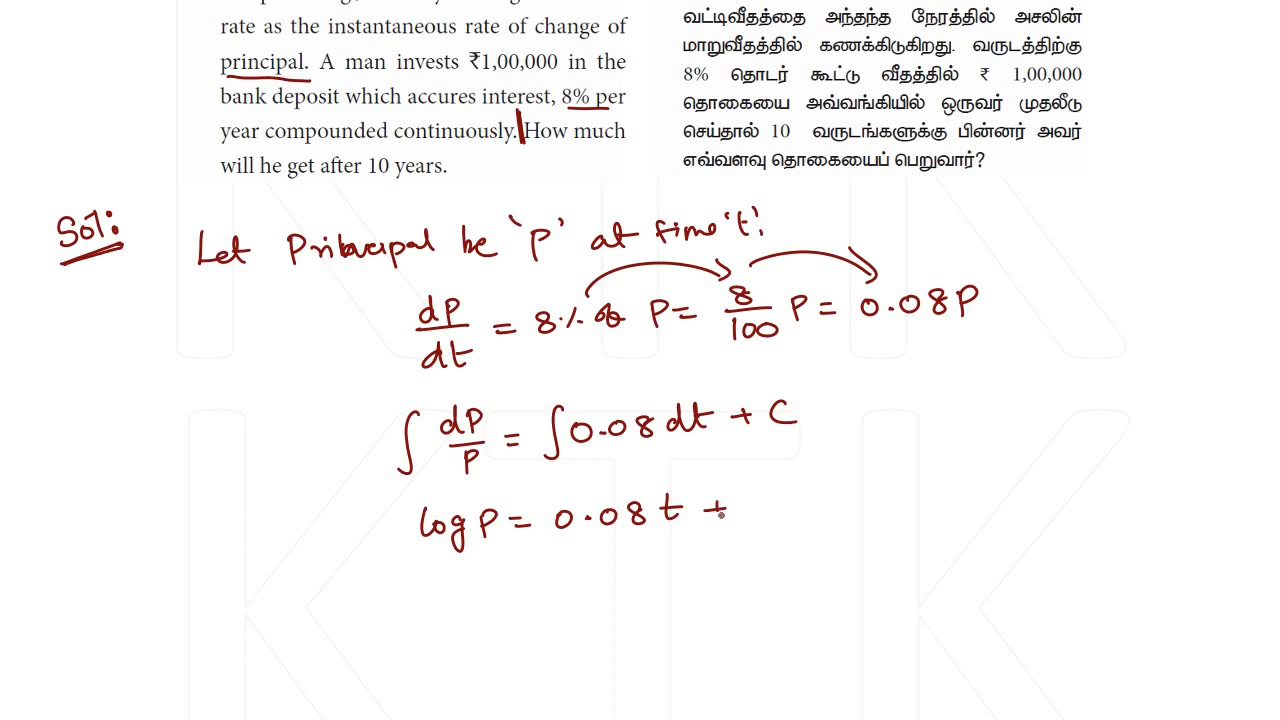 rate as the instantaneous rate of change of
principal. A man invests ₹1,00,000 in the
bank deposit which accures interest, 8% per
year compounded continuously. How much
will he get after 10 years.
வட்டிவீதத்தை அந்தந்த நேரத்தில் அசலின்
மாறுவீதத்தில் கணக்கிடுகிறது. வருடத்திற்கு
8% தொடர் கூட்டு வீதத்தில் ₹ 1,00,000
தொகையை அவ்வங்கியில் ஒருவர் முதலீடு
செய்தால் 10 வருடங்களுக்கு பின்னர் அவர்
எவ்வளவு தொகையைப் பெறுவார்?
Sol:
Let Principal be 'P' at time 't'.
dP/dt = 8% of P = 8/100 P = 0.08P
∫ dP/P = ∫ 0.08 dt + C
log P = 0.08 t +